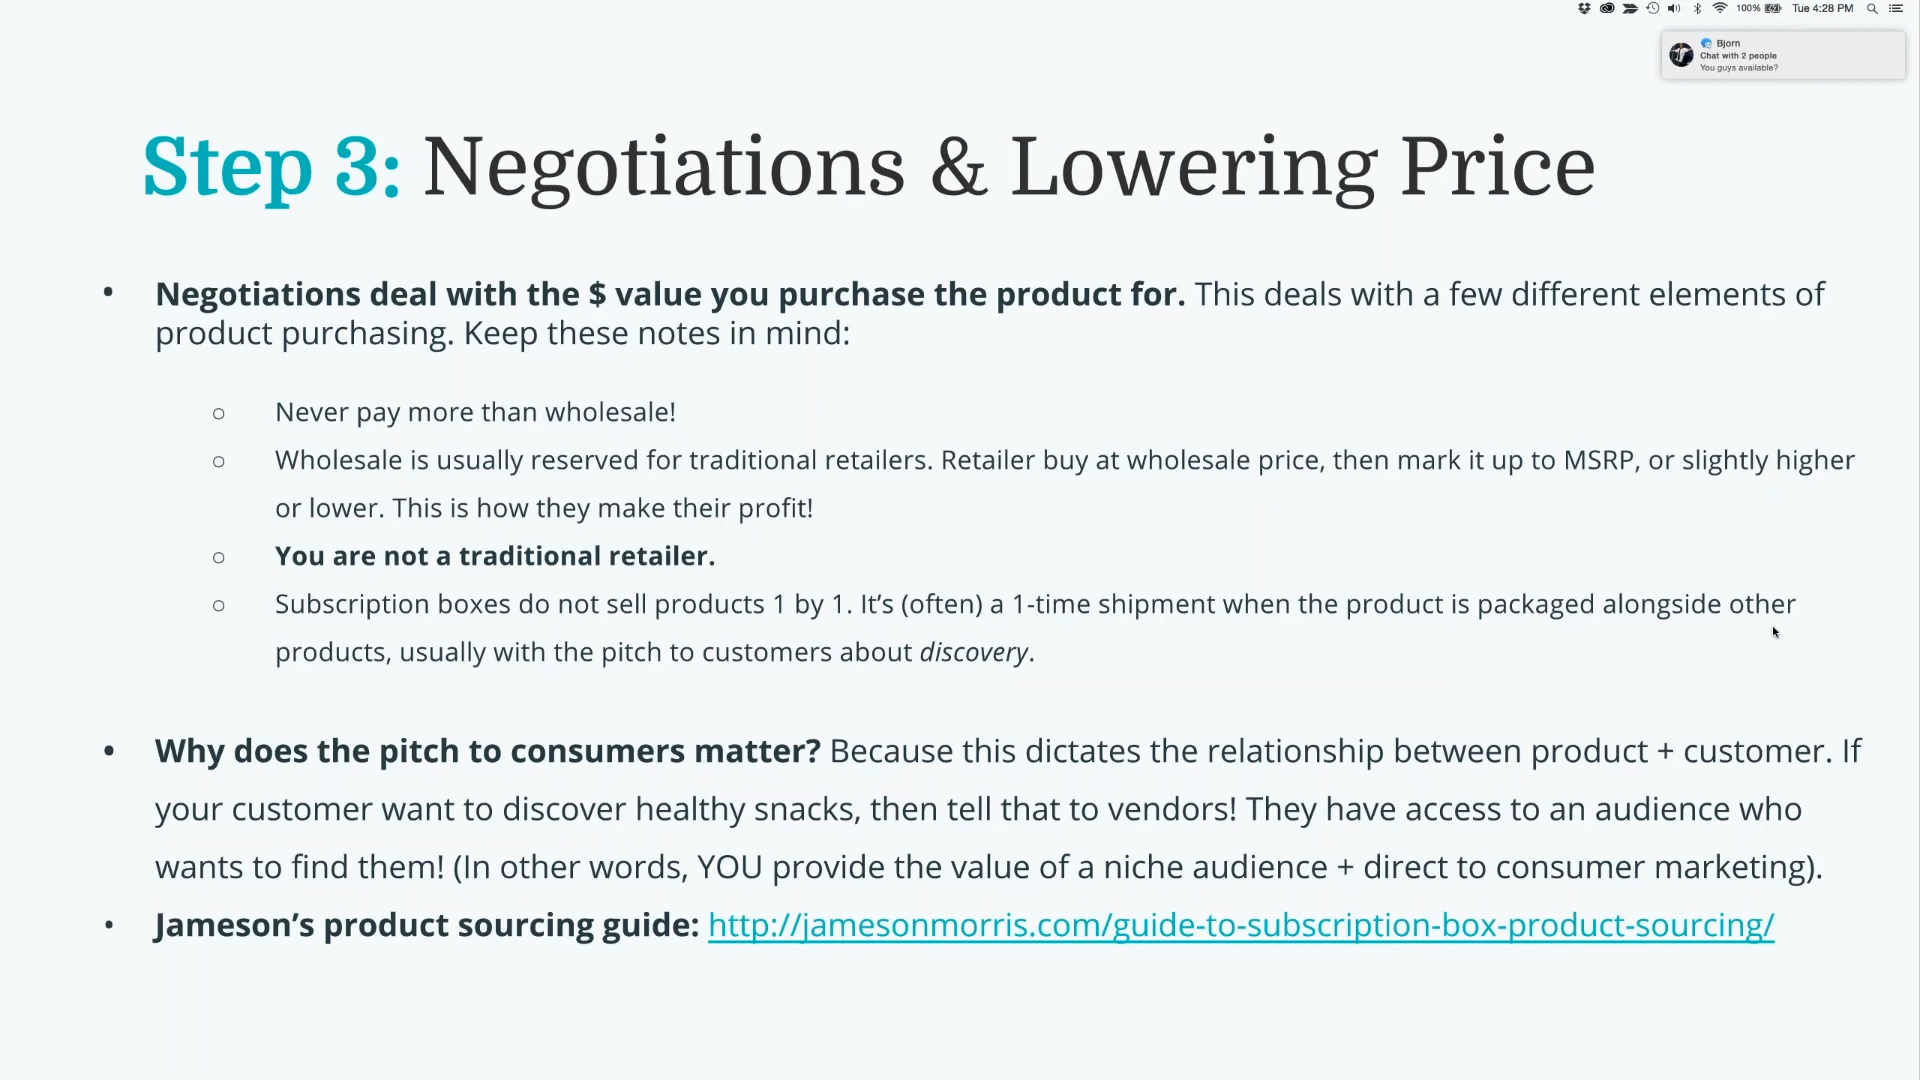 100% Tue 4:28 PM
Bjorn
Chat with 2 people
You guys available?
Step 3: Negotiations & Lowering Price
• Negotiations deal with the $ value you purchase the product for. This deals with a few different elements of
product purchasing. Keep these notes in mind:
○ Never pay more than wholesale!
○ Wholesale is usually reserved for traditional retailers. Retailer buy at wholesale price, then mark it up to MSRP, or slightly higher
or lower. This is how they make their profit!
○ You are not a traditional retailer.
○ Subscription boxes do not sell products 1 by 1. It’s (often) a 1-time shipment when the product is packaged alongside other
products, usually with the pitch to customers about discovery.
• Why does the pitch to consumers matter? Because this dictates the relationship between product + customer. If
your customer want to discover healthy snacks, then tell that to vendors! They have access to an audience who
wants to find them! (In other words, YOU provide the value of a niche audience + direct to consumer marketing).
• Jameson’s product sourcing guide: http://jamesonmorris.com/guide-to-subscription-box-product-sourcing/